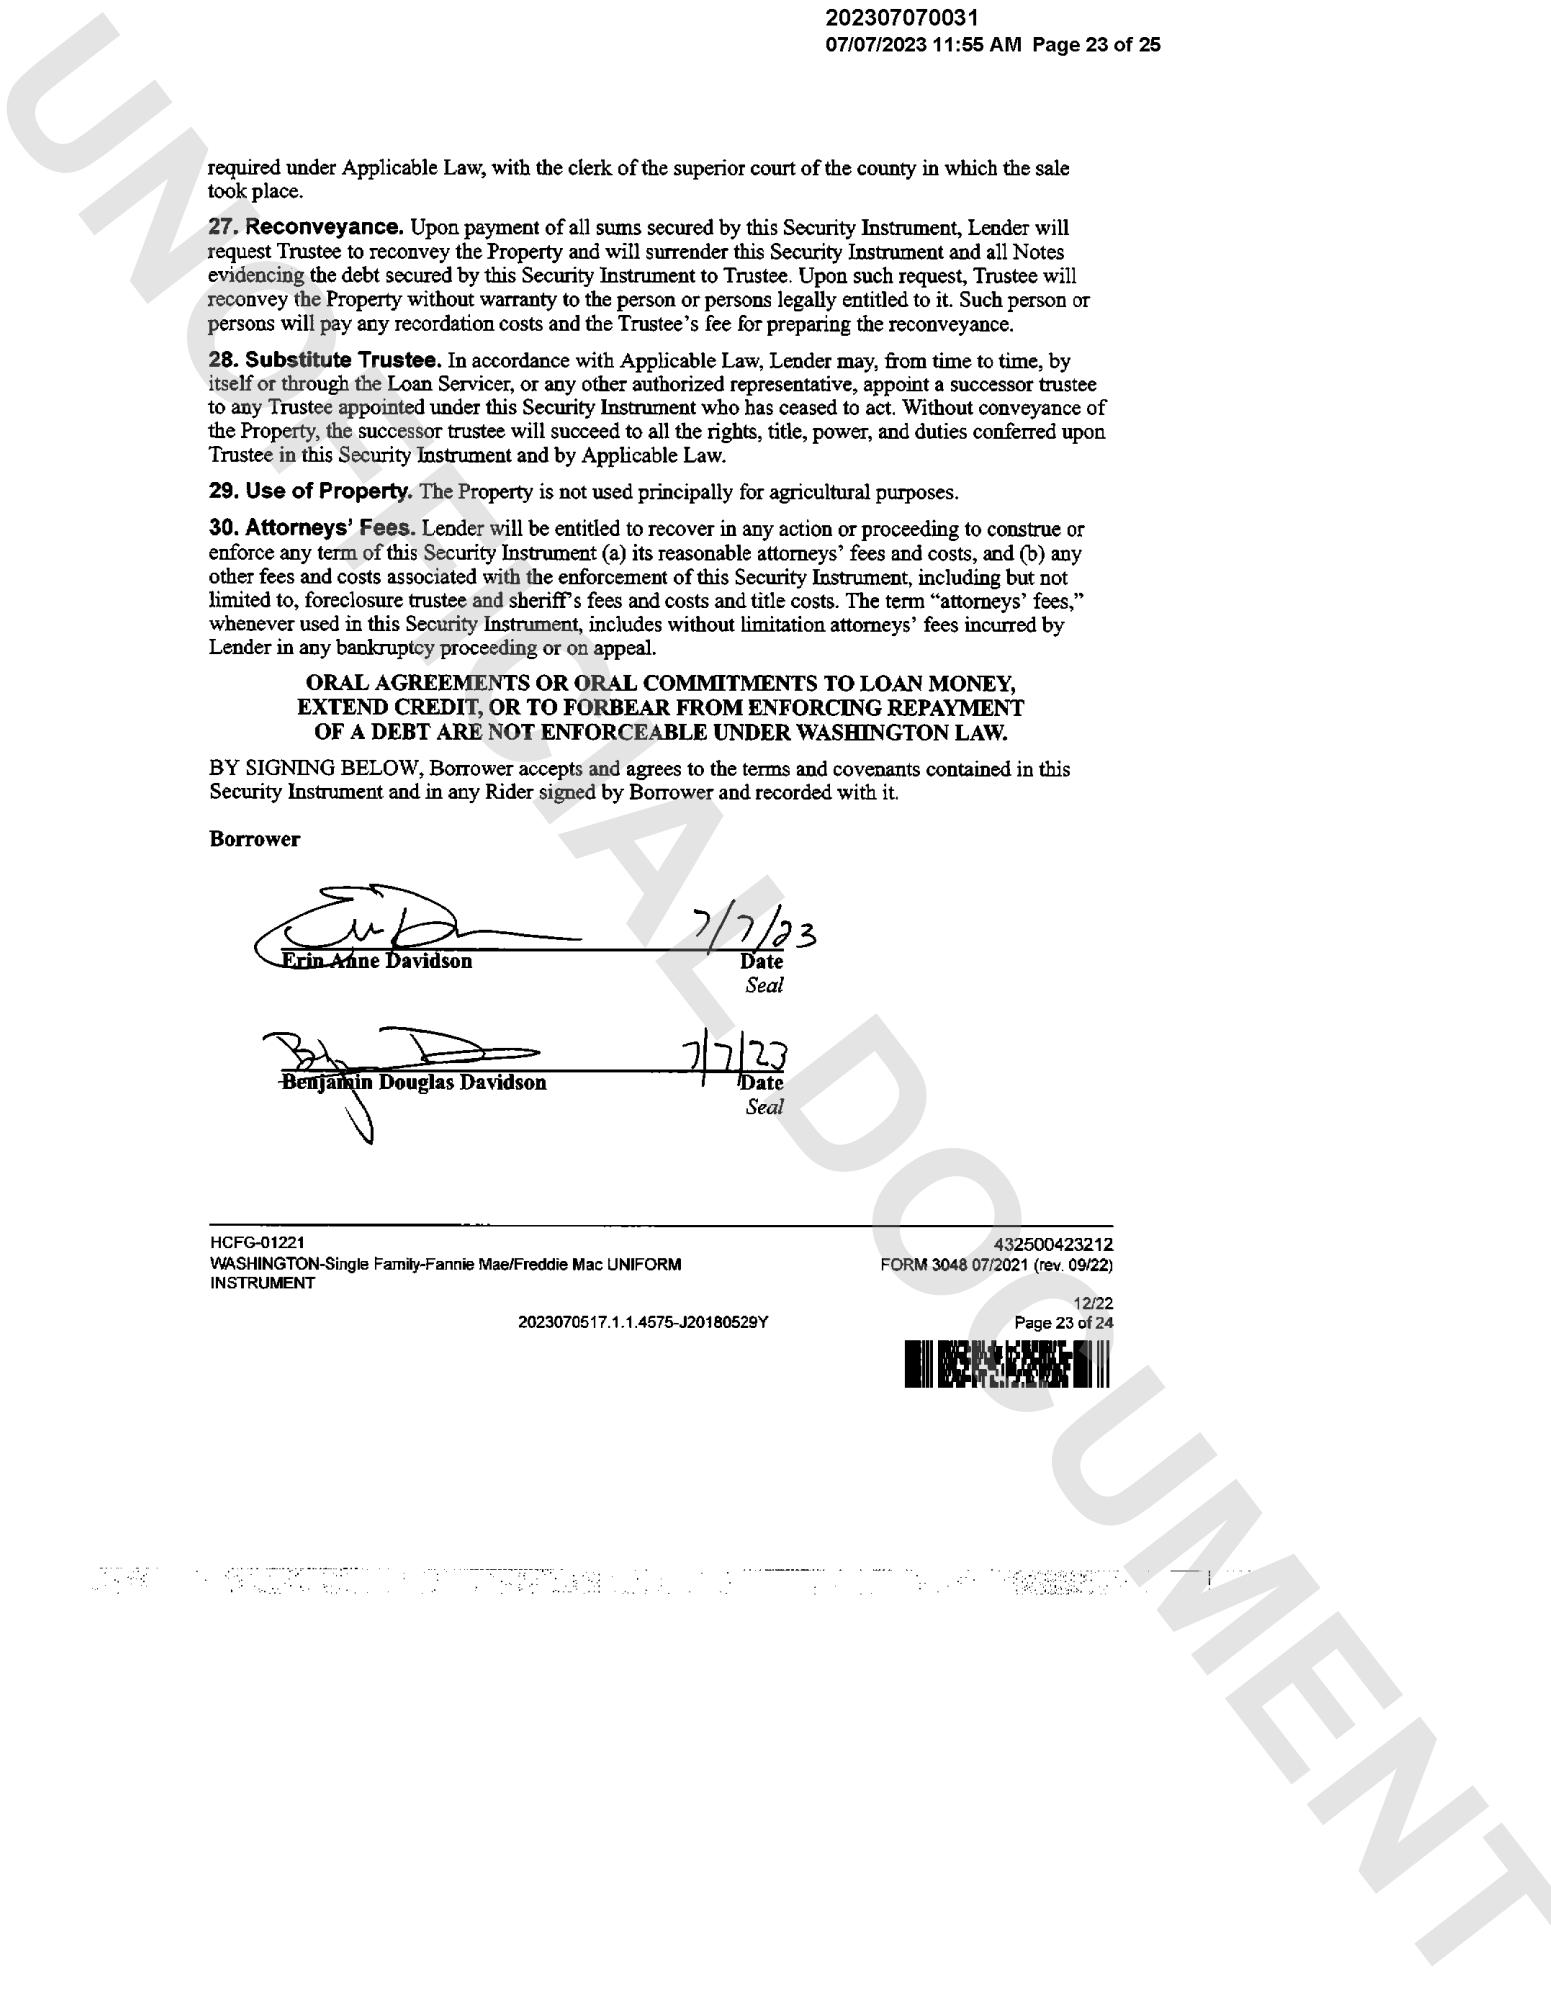 202307070031
07/07/2023 11:55 AM Page 23 of 25
required under Applicable Law, with the clerk of the superior court of the county in which the sale
took place.
27. Reconveyance. Upon payment of all sums secured by this Security Instrument, Lender will
request Trustee to reconvey the Property and will surrender this Security Instrument and all Notes
evidencing the debt secured by this Security Instrument to Trustee. Upon such request, Trustee will
reconvey the Property without warranty to the person or persons legally entitled to it. Such person or
persons will pay any recordation costs and the Trustee's fee for preparing the reconveyance.
28. Substitute Trustee. In accordance with Applicable Law, Lender may, from time to time, by
itself or through the Loan Servicer, or any other authorized representative, appoint a successor trustee
to any Trustee appointed under this Security Instrument who has ceased to act. Without conveyance of
the Property, the successor trustee will succeed to all the rights, title, power, and duties conferred upon
Trustee in this Security Instrument and by Applicable Law.
29. Use of Property. The Property is not used principally for agricultural purposes.
30. Attorneys' Fees. Lender will be entitled to recover in any action or proceeding to construe or
enforce any term of this Security Instrument (a) its reasonable attorneys' fees and costs, and (b) any
other fees and costs associated with the enforcement of this Security Instrument, including but not
limited to, foreclosure trustee and sheriff's fees and costs and title costs. The term “attorneys' fees,”
whenever used in this Security Instrument, includes without limitation attorneys' fees incurred by
Lender in any bankruptcy proceeding or on appeal.
ORAL AGREEMENTS OR ORAL COMMITMENTS TO LOAN MONEY,
EXTEND CREDIT, OR TO FORBEAR FROM ENFORCING REPAYMENT
OF A DEBT ARE NOT ENFORCEABLE UNDER WASHINGTON LAW.
BY SIGNING BELOW, Borrower accepts and agrees to the terms and covenants contained in this
Security Instrument and in any Rider signed by Borrower and recorded with it.
Borrower
7/7/23
Erin Anne Davidson Date
Seal
7/7/23
Benjamin Douglas Davidson Date
Seal
HCFG-01221 432500423212
WASHINGTON-Single Family-Fannie Mae/Freddie Mac UNIFORM FORM 3048 07/2021 (rev. 09/22)
INSTRUMENT
12/22
2023070517.1.1.4575-J20180529Y Page 23 of 24
UNOFFICIAL DOCUMENT